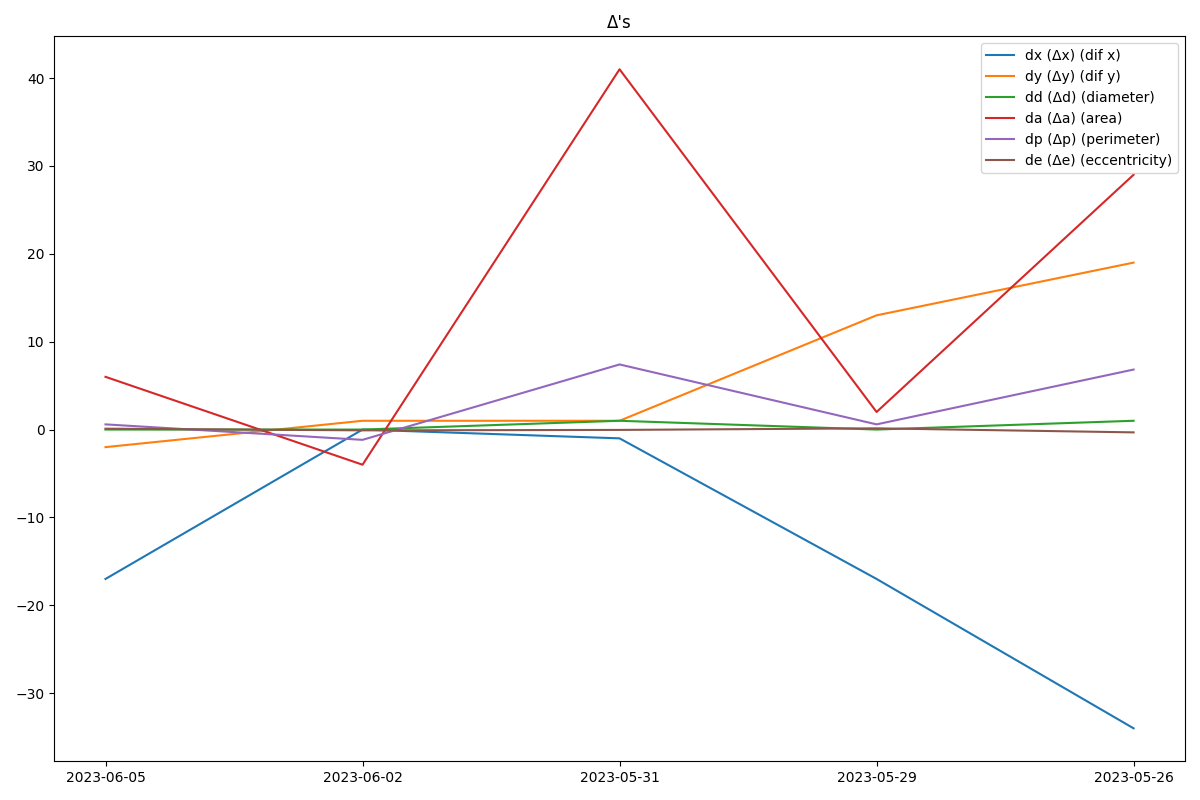 Δ's
dx (Δx) (dif x)
dy (Δy) (dif y)
dd (Δd) (diameter)
da (Δa) (area)
dp (Δp) (perimeter)
de (Δe) (eccentricity)
40
30
20
10
0
−10
−20
−30
2023-06-05 2023-06-02 2023-05-31 2023-05-29 2023-05-26